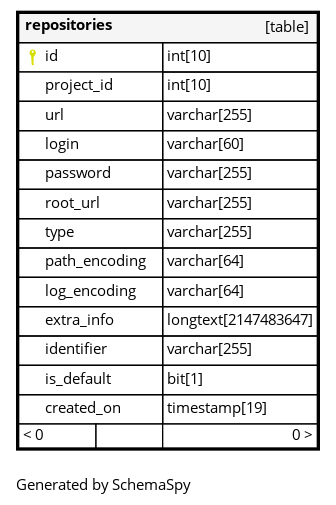 repositories [table]
id int[10]
project_id int[10]
url varchar[255]
login varchar[60]
password varchar[255]
root_url varchar[255]
type varchar[255]
path_encoding varchar[64]
log_encoding varchar[64]
extra_info longtext[2147483647]
identifier varchar[255]
is_default bit[1]
created_on timestamp[19]
< 0 0 >
Generated by SchemaSpy